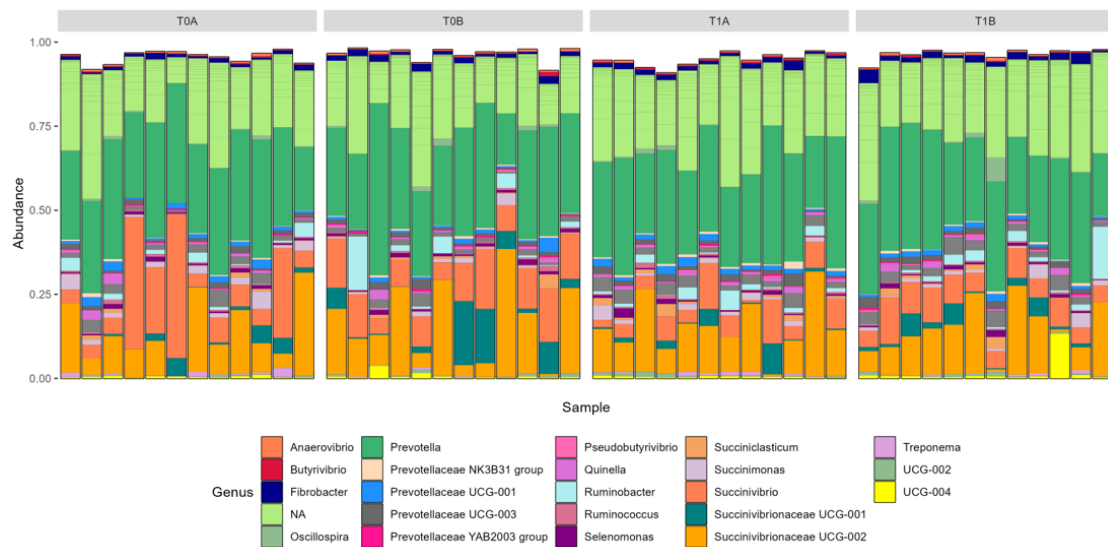 T0A T0B T1A T1B
1.00
0.75
0.50
0.25
0.00
Abundance
Sample
Genus
Anaerovibrio Prevotella Pseudobutyrivibrio Succiniclasticum Treponema
Butyrivibrio Prevotellaceae NK3B31 group Quinella Succinimonas UCG-002
Fibrobacter Prevotellaceae UCG-001 Ruminobacter Succinivibrio UCG-004
NA Prevotellaceae UCG-003 Ruminococcus Succinivibrionaceae UCG-001
Oscillospira Prevotellaceae YAB2003 group Selenomonas Succinivibrionaceae UCG-002